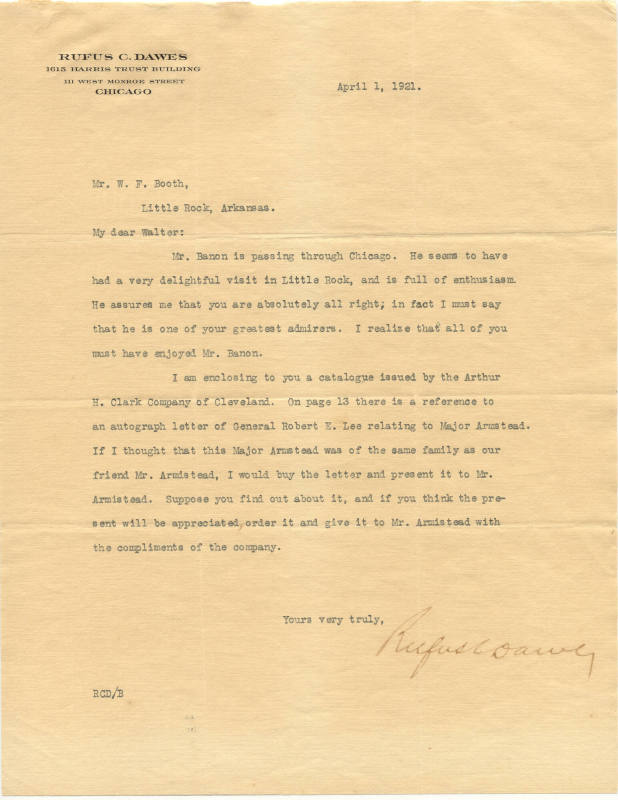 RUFUS C. DAWES
1615 HARRIS TRUST BUILDING
111 WEST MONROE STREET
CHICAGO
April 1, 1921.
Mr. W. F. Booth,
Little Rock, Arkansas.
My dear Walter:
Mr. Banon is passing through Chicago. He seems to have
had a very delightful visit in Little Rock, and is full of enthusiasm.
He assures me that you are absolutely all right; in fact I must say
that he is one of your greatest admirers. I realize that all of you
must have enjoyed Mr. Banon.
I am enclosing to you a catalogue issued by the Arthur
H. Clark Company of Cleveland. On page 13 there is a reference to
an autograph letter of General Robert E. Lee relating to Major Armstead.
If I thought that this Major Armstead was of the same family as our
friend Mr. Armistead, I would buy the letter and present it to Mr.
Armistead. Suppose you find out about it, and if you think the pre-
sent will be appreciated, order it and give it to Mr. Armistead with
the compliments of the company.
Yours very truly,
Rufus C Dawes
RCD/B